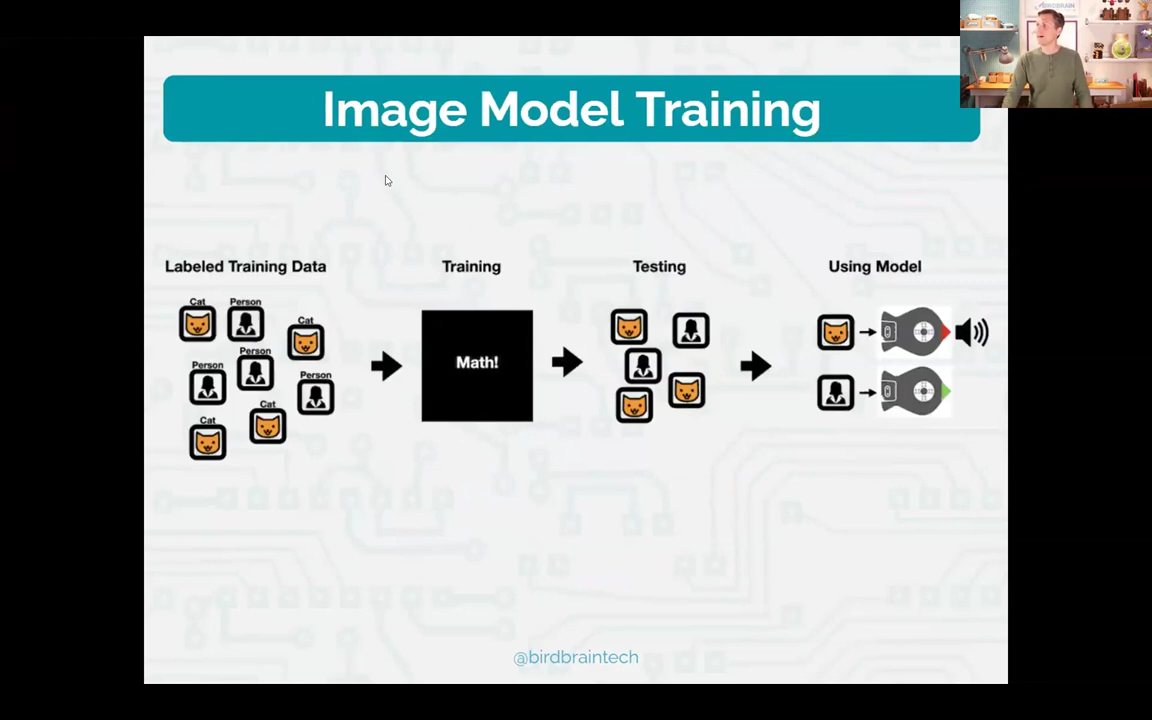 Image Model Training
Labeled Training Data
Training
Testing
Using Model
Cat
Person
Cat
Person
Person
Person
Cat
Cat
Math!
@birdbraintech